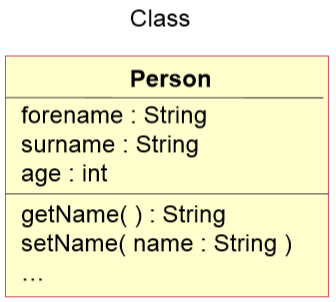 Class
Person
forename : String
surname : String
age : int
getName( ) : String
setName( name : String )
...